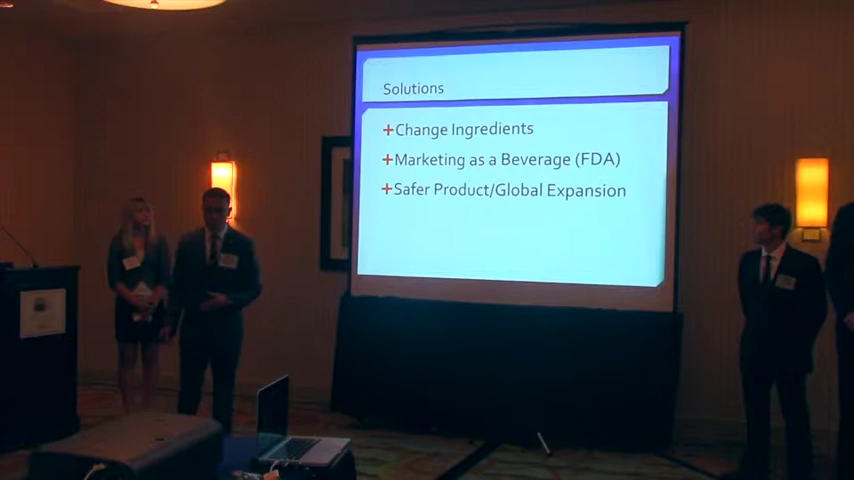 Solutions
+Change Ingredients
+Marketing as a Beverage (FDA)
+Safer Product/Global Expansion